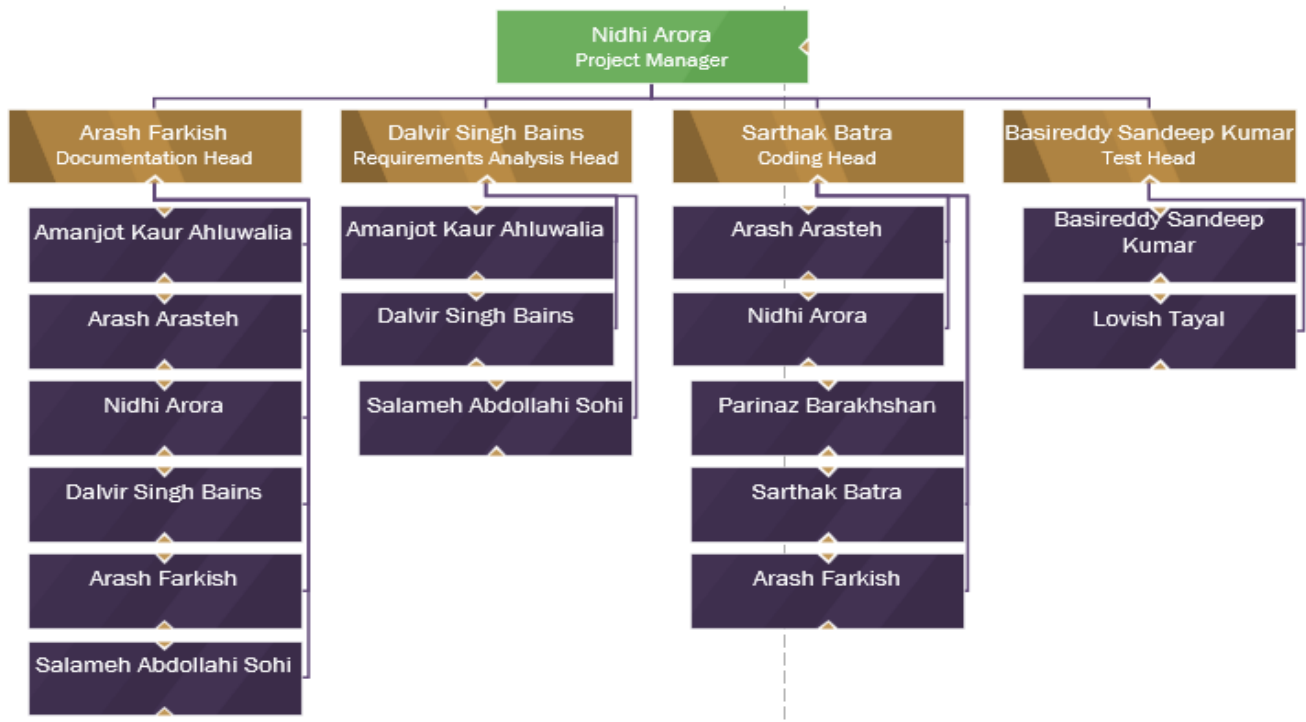 Nidhi Arora
Project Manager
Arash Farkish
Documentation Head
Amanjot Kaur Ahluwalia
Arash Arasteh
Nidhi Arora
Dalvir Singh Bains
Arash Farkish
Salameh Abdollahi Sohi
Dalvir Singh Bains
Requirements Analysis Head
Amanjot Kaur Ahluwalia
Dalvir Singh Bains
Salameh Abdollahi Sohi
Sarthak Batra
Coding Head
Arash Arasteh
Nidhi Arora
Parinaz Barakhshan
Sarthak Batra
Arash Farkish
Basireddy Sandeep Kumar
Test Head
Basireddy Sandeep
Kumar
Lovish Tayal